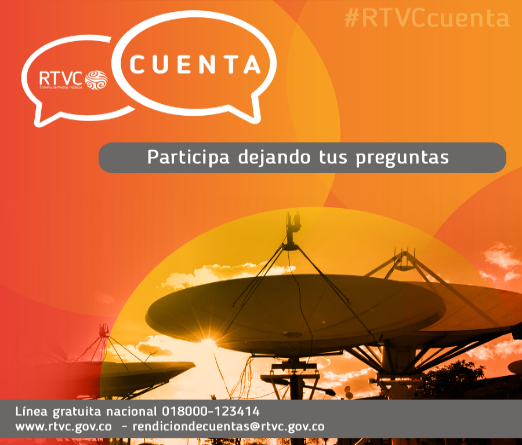 #RTVCcuenta
RTVC
CUENTA
Participa dejando tus preguntas
Línea gratuita nacional 018000-123414
www.rtvc.gov.co - rendiciondecuentas@rtvc.gov.co